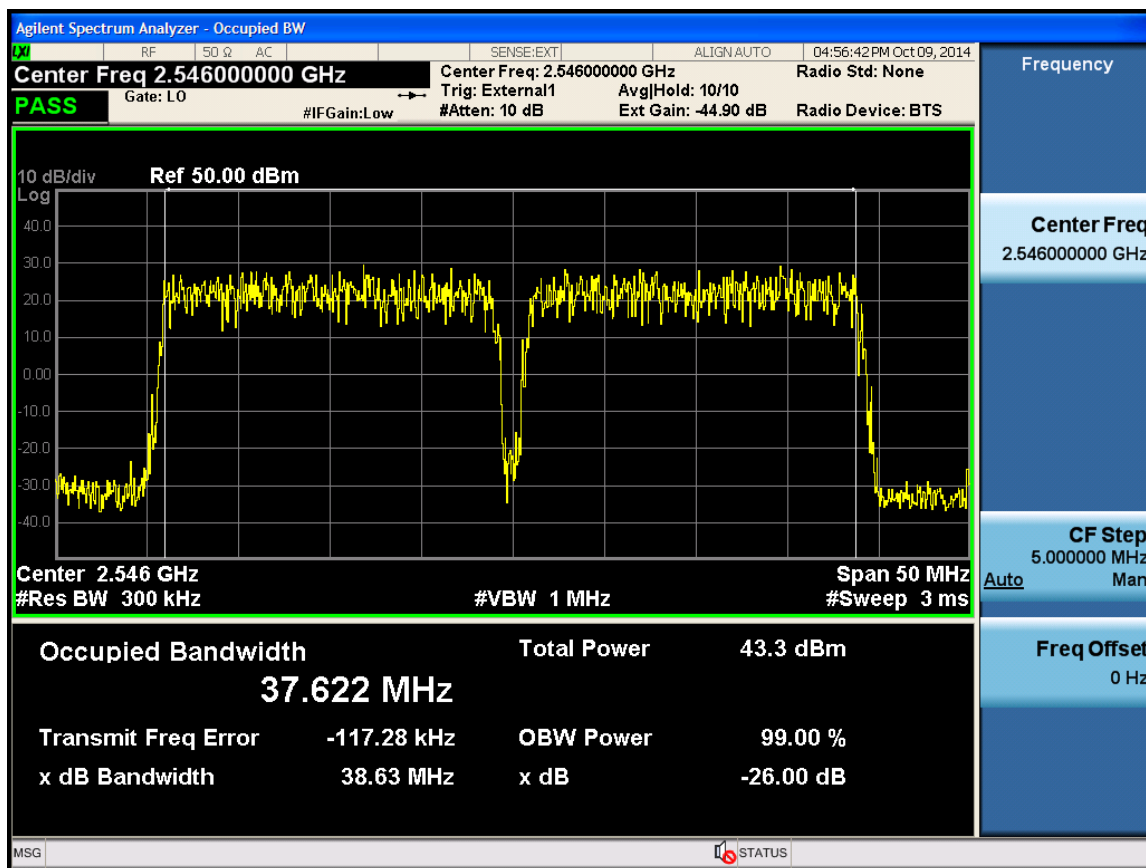 Agilent Spectrum Analyzer - Occupied BW
LXI RF 50 Ω AC SENSE:EXT ALIGN AUTO 04:56:42 PM Oct 09, 2014
Center Freq 2.546000000 GHz
PASS
Gate: LO
#IFGain:Low
Center Freq: 2.546000000 GHz
Trig: External1 Avg|Hold: 10/10
#Atten: 10 dB Ext Gain: -44.90 dB
Radio Std: None
Radio Device: BTS
10 dB/div Ref 50.00 dBm
Log
40.0
30.0
20.0
10.0
0.00
-10.0
-20.0
-30.0
-40.0
Center 2.546 GHz Span 50 MHz
#Res BW 300 kHz #VBW 1 MHz #Sweep 3 ms
Occupied Bandwidth Total Power 43.3 dBm
37.622 MHz
Transmit Freq Error -117.28 kHz OBW Power 99.00 %
x dB Bandwidth 38.63 MHz x dB -26.00 dB
Frequency
Center Freq
2.546000000 GHz
CF Step
5.000000 MHz
Auto Man
Freq Offset
0 Hz
MSG STATUS